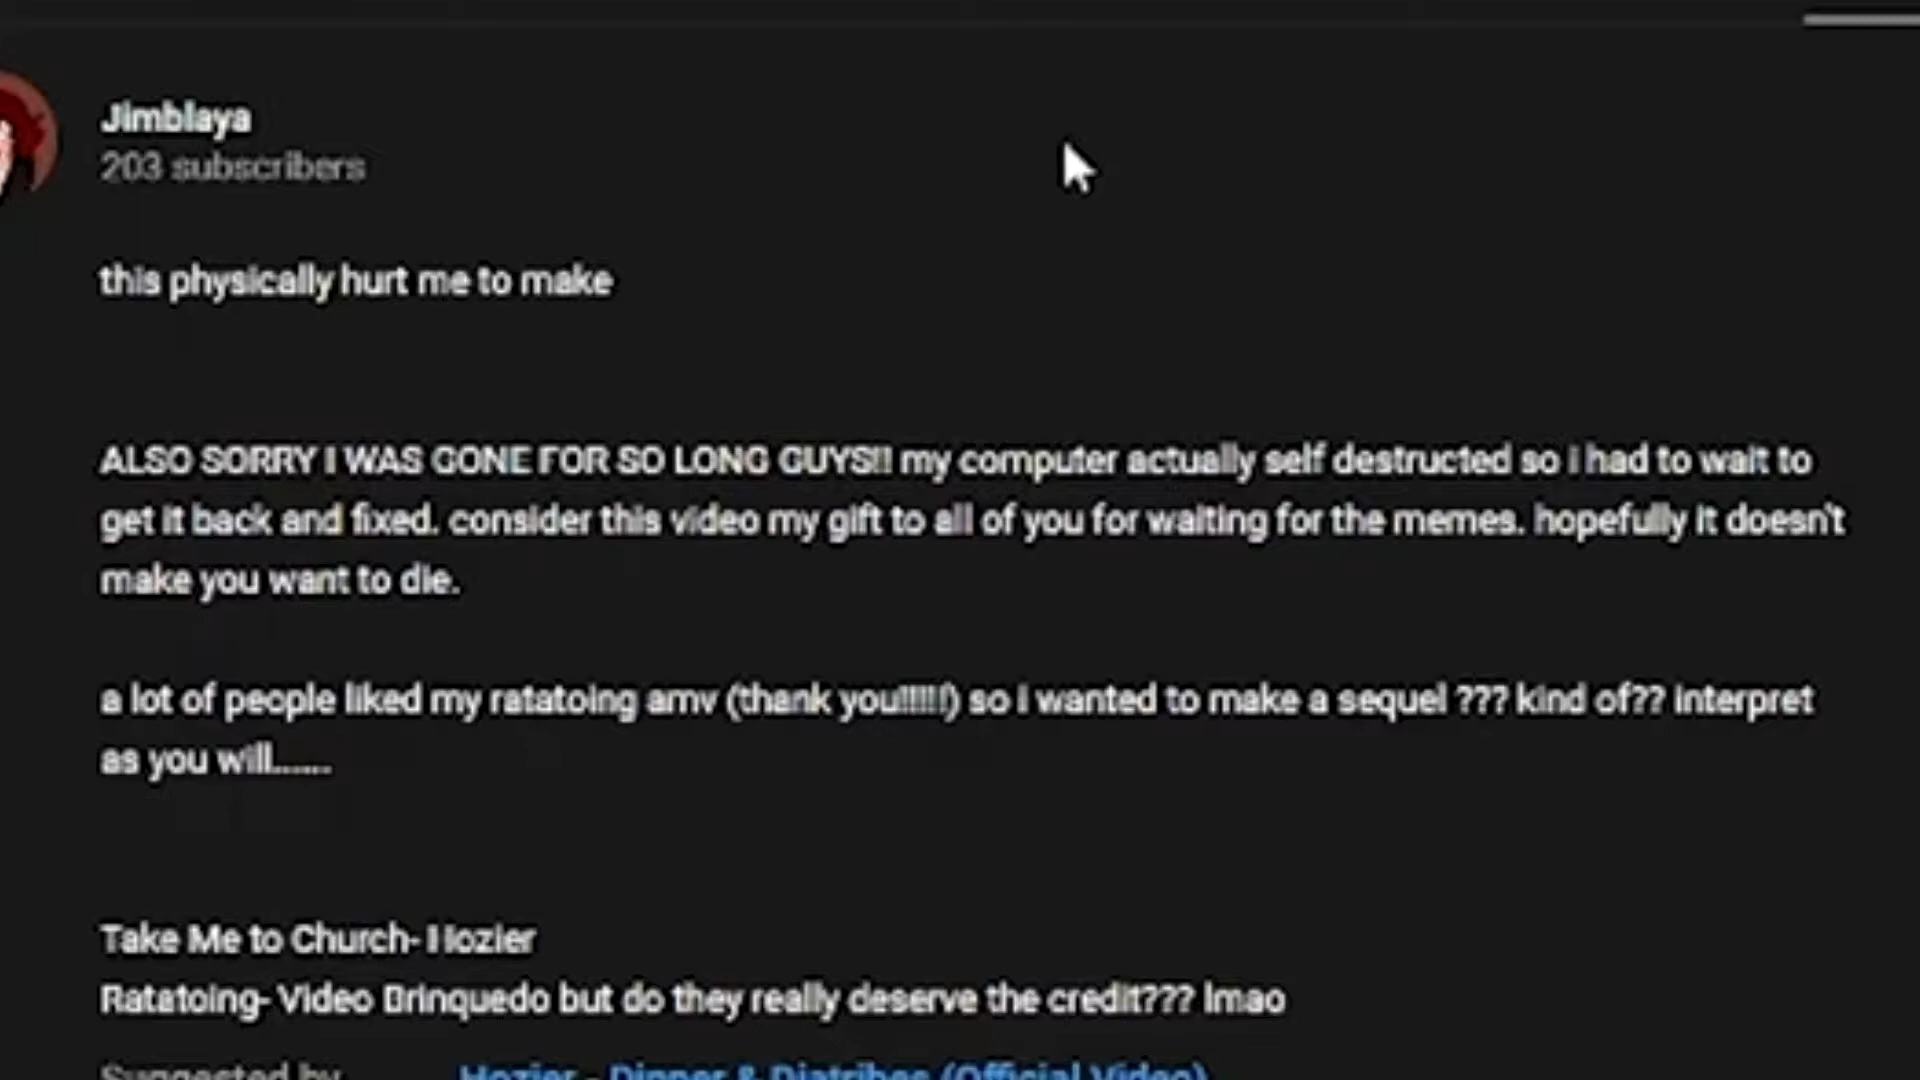 Jimblaya
203 subscribers
this physically hurt me to make
ALSO SORRY I WAS GONE FOR SO LONG GUYS!! my computer actually self destructed so i had to wait to
get it back and fixed. consider this video my gift to all of you for waiting for the memes. hopefully it doesn't
make you want to die.
a lot of people liked my ratatoing amv (thank you!!!!!) so i wanted to make a sequel ??? kind of?? interpret
as you will.......
Take Me to Church- Hozier
Ratatoing- Video Brinquedo but do they really deserve the credit??? lmao
Suggested by
Hozier - Dinner & Diatribes (Official Video)